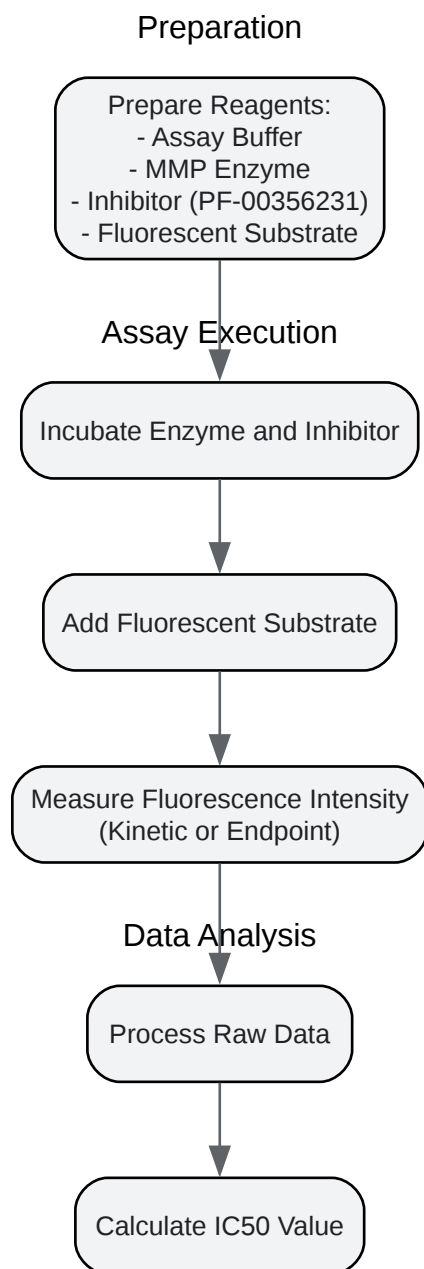 Preparation
Prepare Reagents:
- Assay Buffer
- MMP Enzyme
- Inhibitor (PF-00356231)
- Fluorescent Substrate
Assay Execution
Incubate Enzyme and Inhibitor
Add Fluorescent Substrate
Measure Fluorescence Intensity
(Kinetic or Endpoint)
Data Analysis
Process Raw Data
Calculate IC50 Value